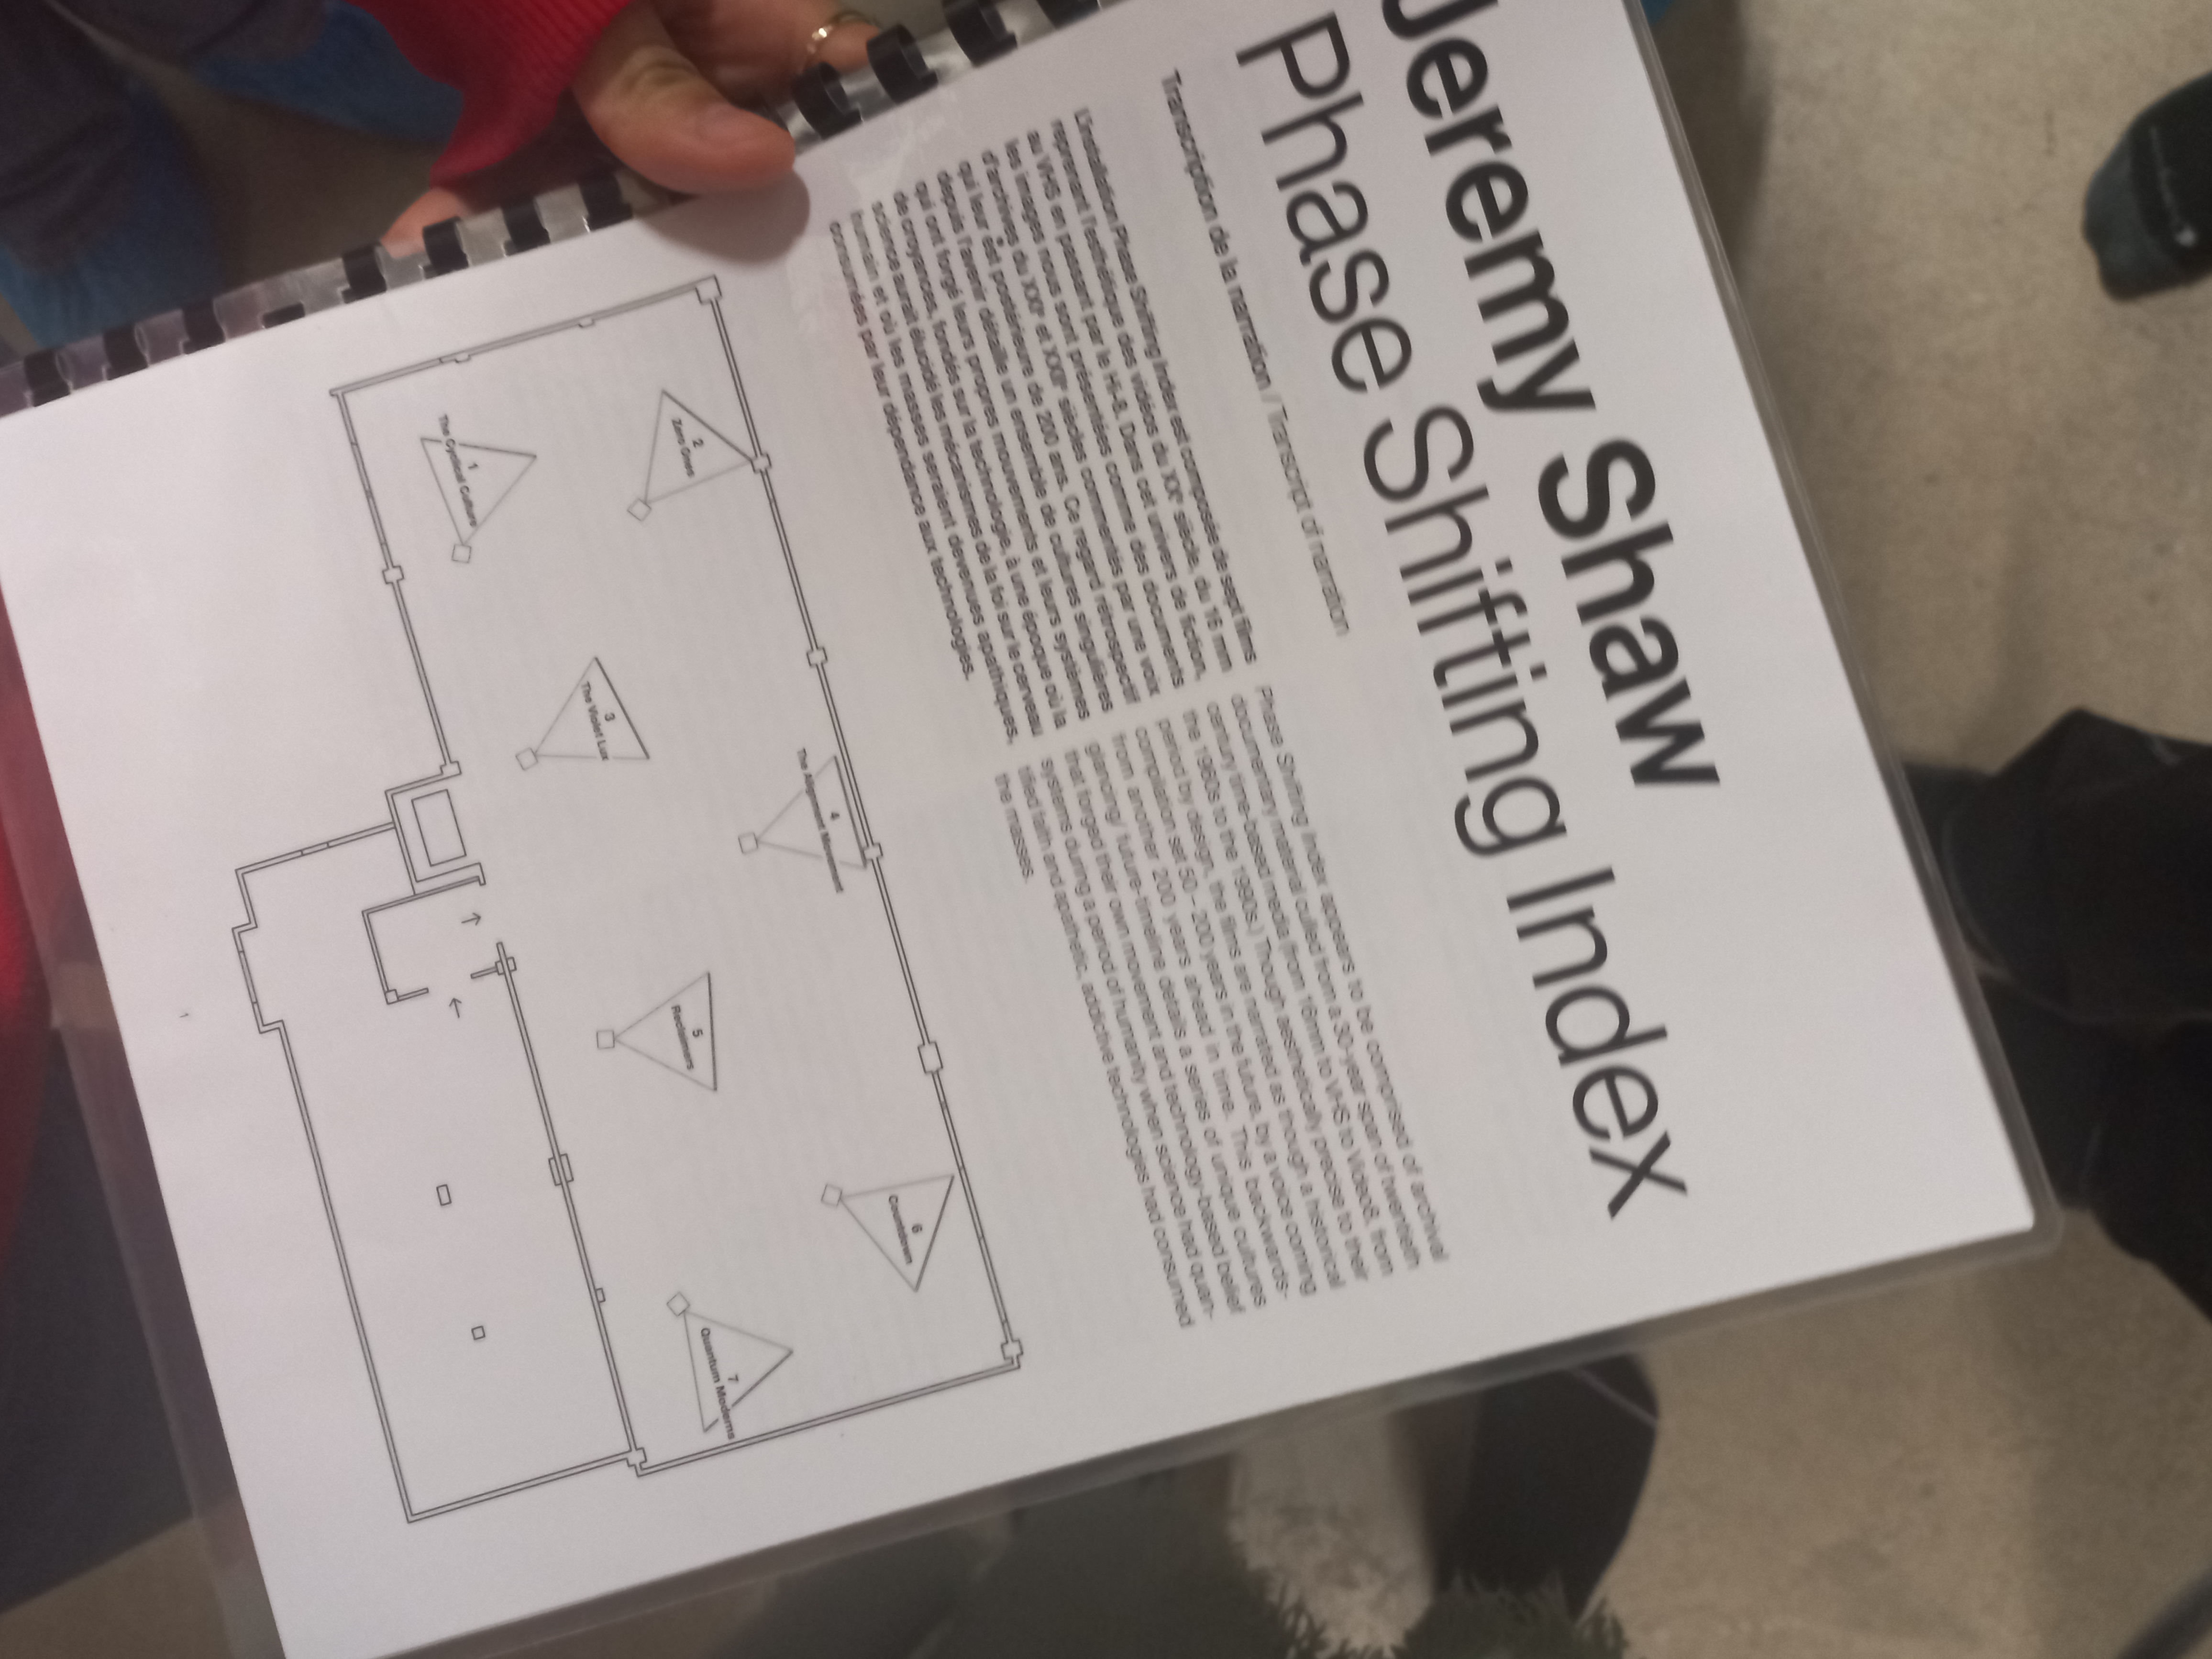 Jeremy Shaw
Phase Shifting Index
Transcription de la narration / Transcript of narration
L'installation Phase Shifting Index est composée de sept films
reprenant l'esthétique des vidéos du XXᵉ siècle, du 16 mm
au VHS en passant par le Hi-8. Dans cet univers de fiction,
les images nous sont présentées comme des documents
d'archives du XXIᵉ et XXIIᵉ siècles commentés par une voix
qui leur est postérieure de 200 ans. Ce regard rétrospectif
depuis l'avenir détaille un ensemble de cultures singulières
qui ont forgé leurs propres mouvements et leurs systèmes
de croyances, fondés sur la technologie, à une époque où la
science aurait élucidé les mécanismes de la foi sur le cerveau
humain et où les masses seraient devenues apathiques,
consumées par leur dépendance aux technologies.
Phase Shifting Index appears to be comprised of archival
documentary material culled from a 30-year span of twentieth
century time-based media (from 16mm to VHS to Video8, from
the 1960s to the 1990s.) Though aesthetically precise to their
period by design, the films are narrated as though a historical
compilation set 50 – 200 years in the future, by a voice coming
from another 200 years ahead in time. This backwards-
glancing/ future-timeline details a series of unique cultures
that forged their own movement and technology-based belief
systems during a period of humanity when science had quan-
tified faith and apathetic, addictive technologies had consumed
the masses.
6
Countdown
4
The Alignment Movement
2
Zero Ones
7
Quantum Moderns
5
Reclaimers
3
The Violet Lux
1
The Cyclical Culture
1